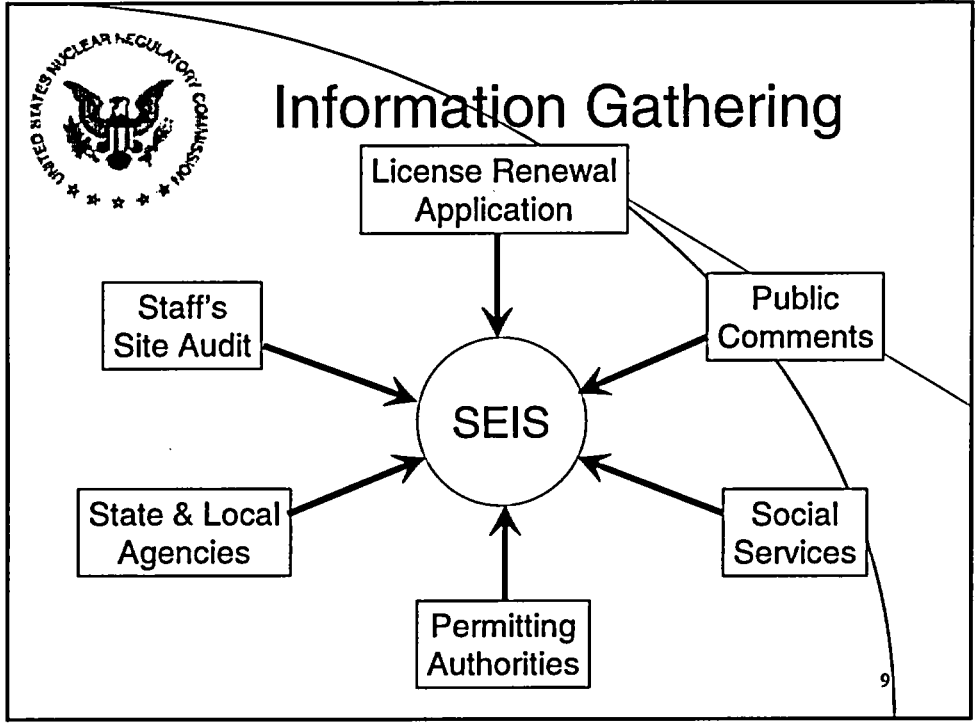 UNITED STATES NUCLEAR REGULATORY COMMISSION
Information Gathering
License Renewal
Application
Staff's
Site Audit
Public
Comments
SEIS
State & Local
Agencies
Social
Services
Permitting
Authorities
9